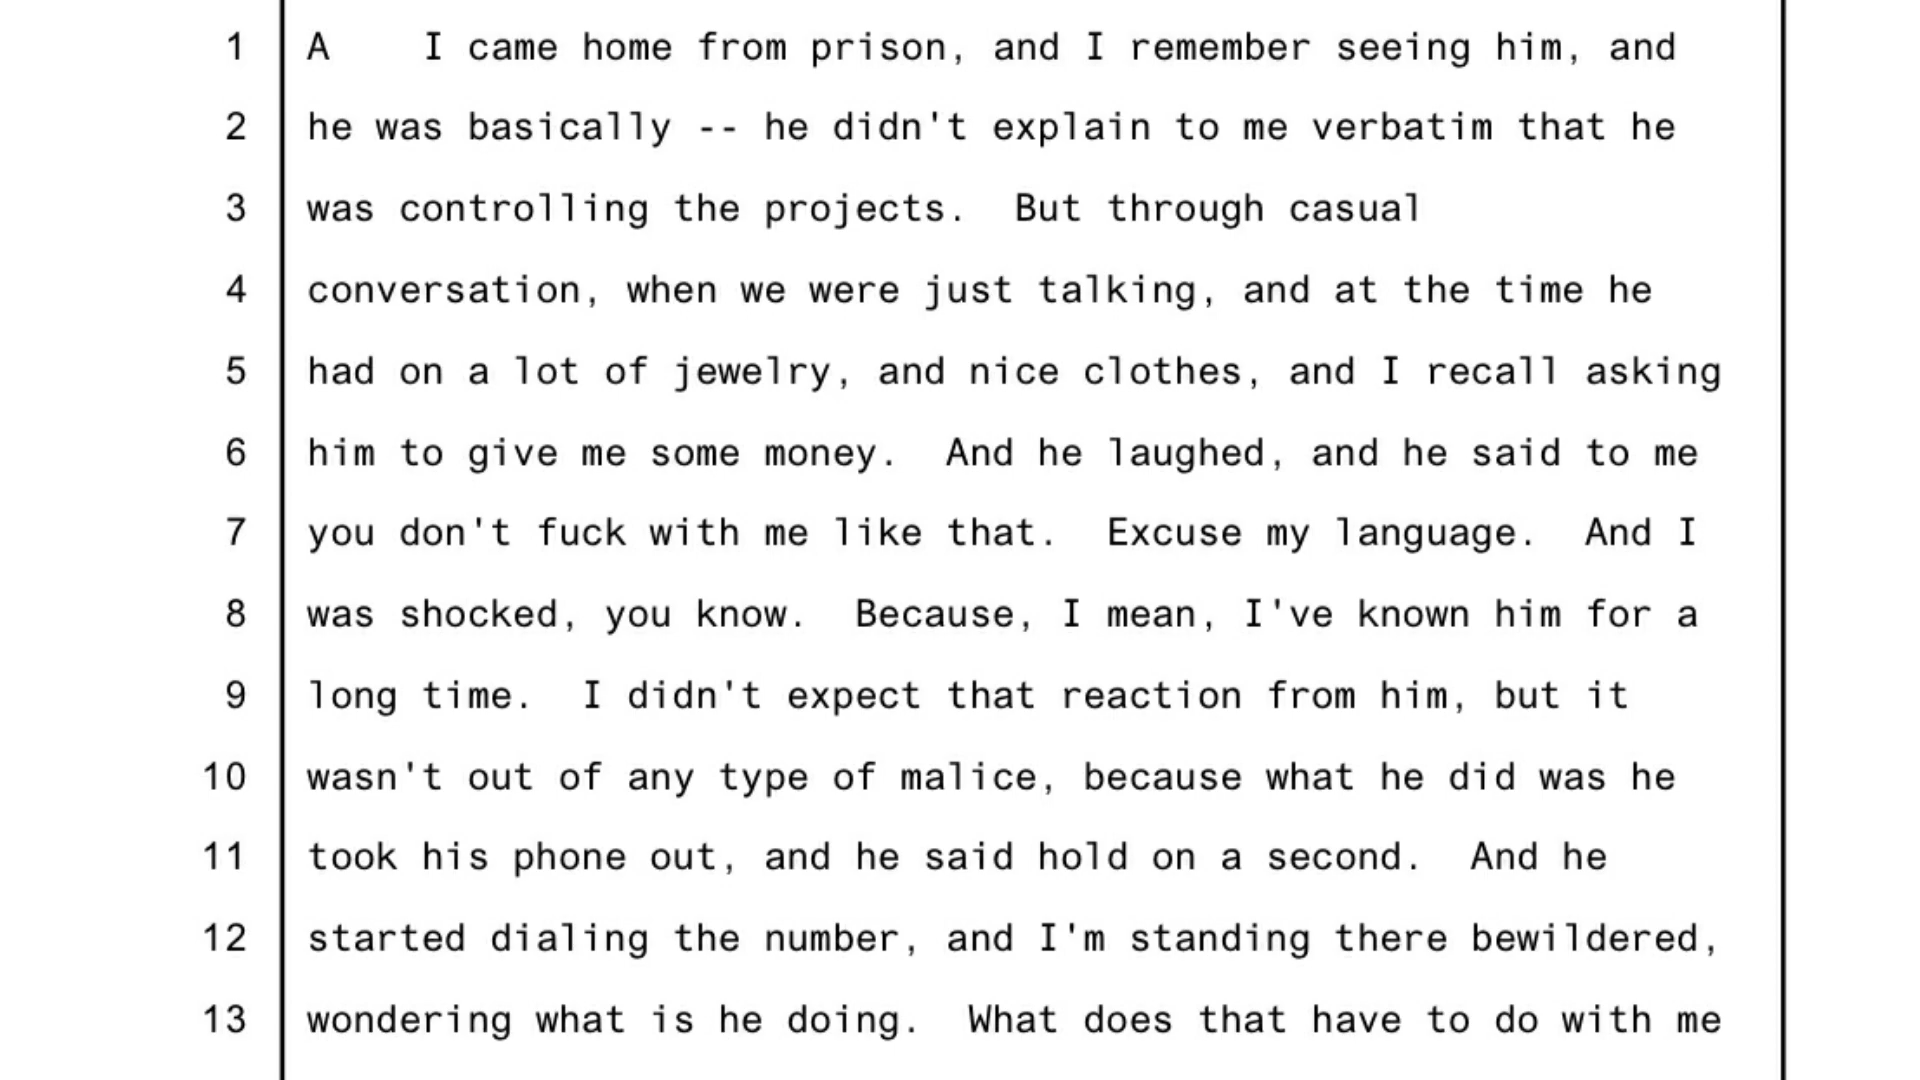 1 A I came home from prison, and I remember seeing him, and
2 he was basically -- he didn't explain to me verbatim that he
3 was controlling the projects. But through casual
4 conversation, when we were just talking, and at the time he
5 had on a lot of jewelry, and nice clothes, and I recall asking
6 him to give me some money. And he laughed, and he said to me
7 you don't fuck with me like that. Excuse my language. And I
8 was shocked, you know. Because, I mean, I've known him for a
9 long time. I didn't expect that reaction from him, but it
10 wasn't out of any type of malice, because what he did was he
11 took his phone out, and he said hold on a second. And he
12 started dialing the number, and I'm standing there bewildered,
13 wondering what is he doing. What does that have to do with me